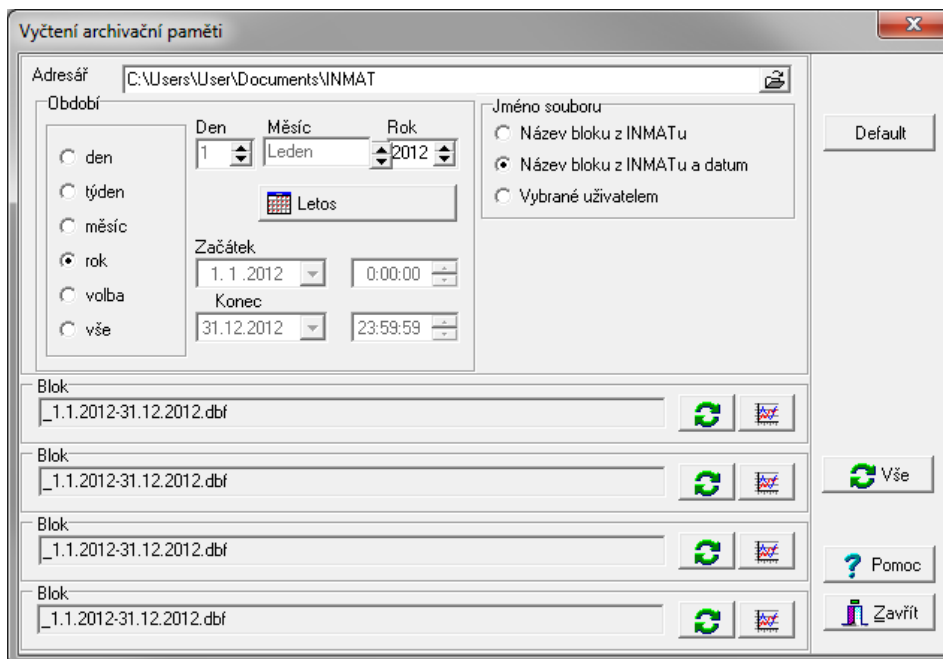 Vyčtení archivační paměti
Adresář C:\Users\User\Documents\INMAT
Období
den
týden
měsíc
rok
volba
vše
Den Měsíc Rok
1 Leden 2012
Letos
Začátek
1. 1 .2012 0:00:00
Konec
31.12.2012 23:59:59
Jméno souboru
Název bloku z INMATu
Název bloku z INMATu a datum
Vybrané uživatelem
Default
Blok
_1.1.2012-31.12.2012.dbf
Blok
_1.1.2012-31.12.2012.dbf
Vše
Blok
_1.1.2012-31.12.2012.dbf
Pomoc
Blok
_1.1.2012-31.12.2012.dbf
Zavřít